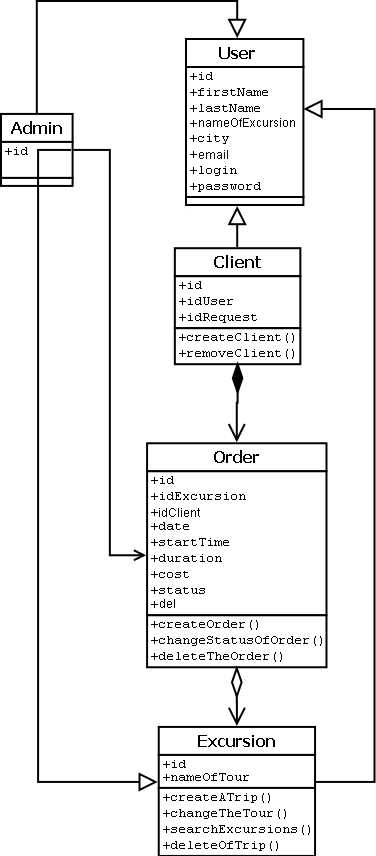 User
+id
+firstName
+lastName
+nameOfExcursion
+city
+email
+login
+password
Admin
+id
Client
+id
+idUser
+idRequest
+createClient()
+removeClient()
Order
+id
+idExcursion
+idClient
+date
+startTime
+duration
+cost
+status
+del
+createOrder()
+changeStatusOfOrder()
+deleteTheOrder()
Excursion
+id
+nameOfTour
+createATrip()
+changeTheTour()
+searchExcursions()
+deleteOfTrip()